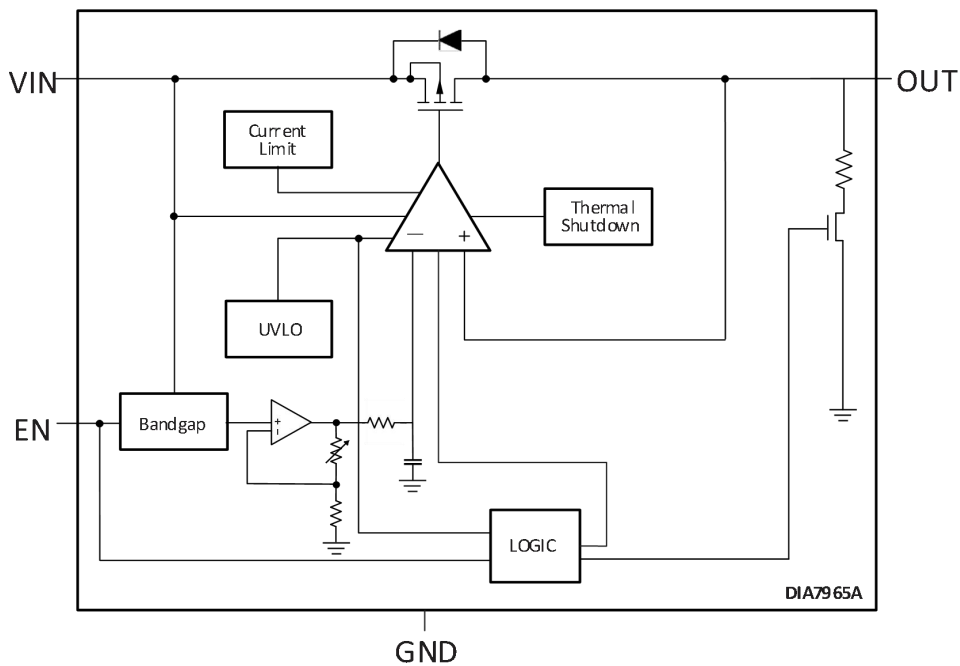 VIN
OUT
Current
Limit
Thermal
Shutdown
− +
UVLO
EN
Bandgap
+
-
LOGIC
DIA7965A
GND